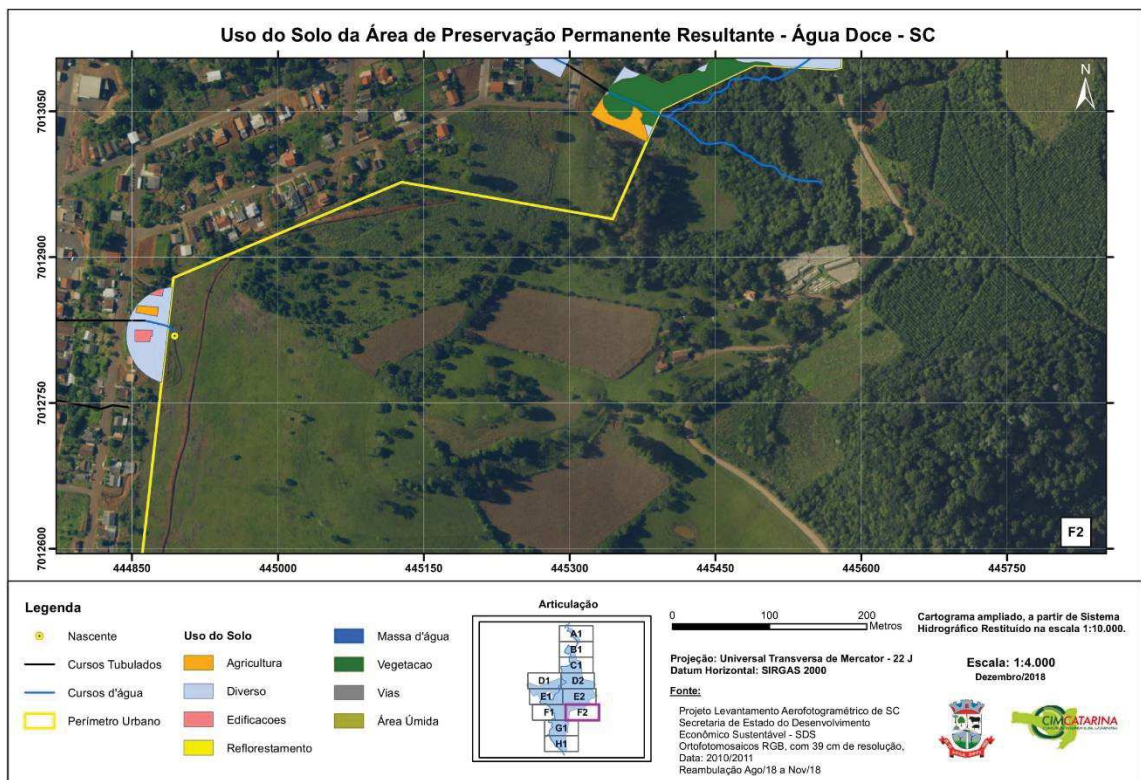 Uso do Solo da Área de Preservação Permanente Resultante - Água Doce - SC
N
7013050
7012900
7012750
7012600
F2
444850
445000
445150
445300
445450
445600
445750
Legenda
Nascente
Cursos Tubulados
Cursos d'água
Perímetro Urbano
Uso do Solo
Agricultura
Diverso
Edificacoes
Reflorestamento
Massa d'água
Vegetacao
Vias
Área Úmida
Articulação
A1
B1
C1
D1 D2
E1 E2
F1 F2
G1
H1
0 100 200
Metros
Projeção: Universal Transversa de Mercator - 22 J
Datum Horizontal: SIRGAS 2000
Fonte:
Projeto Levantamento Aerofotogramétrico de SC
Secretaria de Estado do Desenvolvimento
Econômico Sustentável - SDS
Ortofotomosaicos RGB, com 39 cm de resolução,
Data: 2010/2011
Reambulação Ago/18 a Nov/18
Cartograma ampliado, a partir de Sistema
Hidrográfico Restituído na escala 1:10.000.
Escala: 1:4.000
Dezembro/2018
CIMCATARINA